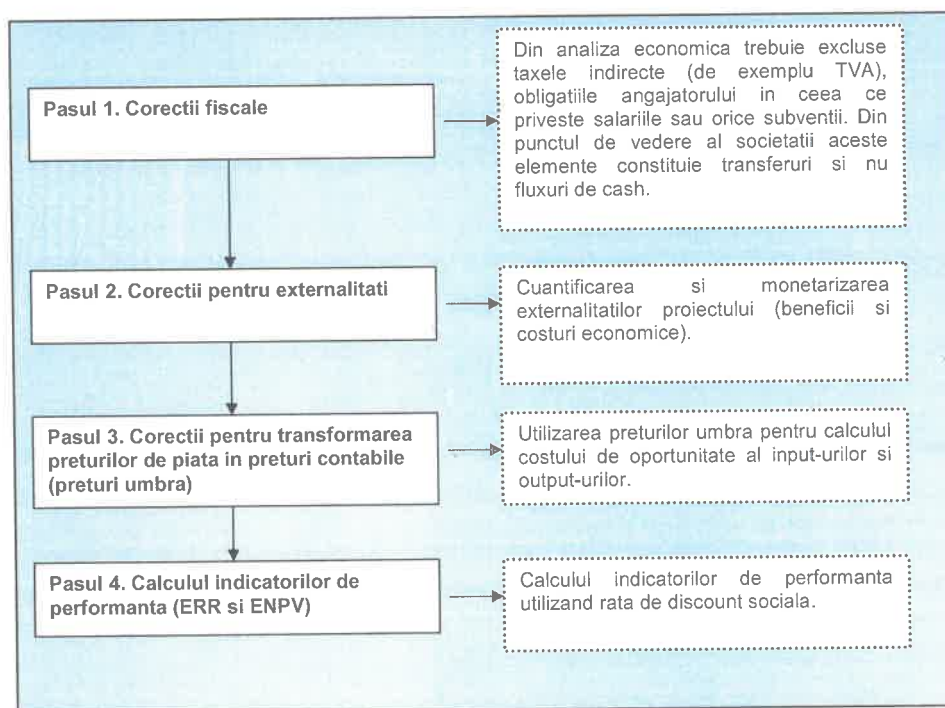 Pasul 1. Corectii fiscale
Din analiza economica trebuie excluse
taxele indirecte (de exemplu TVA),
obligatiile angajatorului in ceea ce
priveste salariile sau orice subventii. Din
punctul de vedere al societatii aceste
elemente constituie transferuri si nu
fluxuri de cash.
Pasul 2. Corectii pentru externalitati
Cuantificarea si monetarizarea
externalitatilor proiectului (beneficii si
costuri economice).
Pasul 3. Corectii pentru transformarea
preturilor de piata in preturi contabile
(preturi umbra)
Utilizarea preturilor umbra pentru calculul
costului de oportunitate al input-urilor si
output-urilor.
Pasul 4. Calculul indicatorilor de
performanta (ERR si ENPV)
Calculul indicatorilor de performanta
utilizand rata de discount sociala.